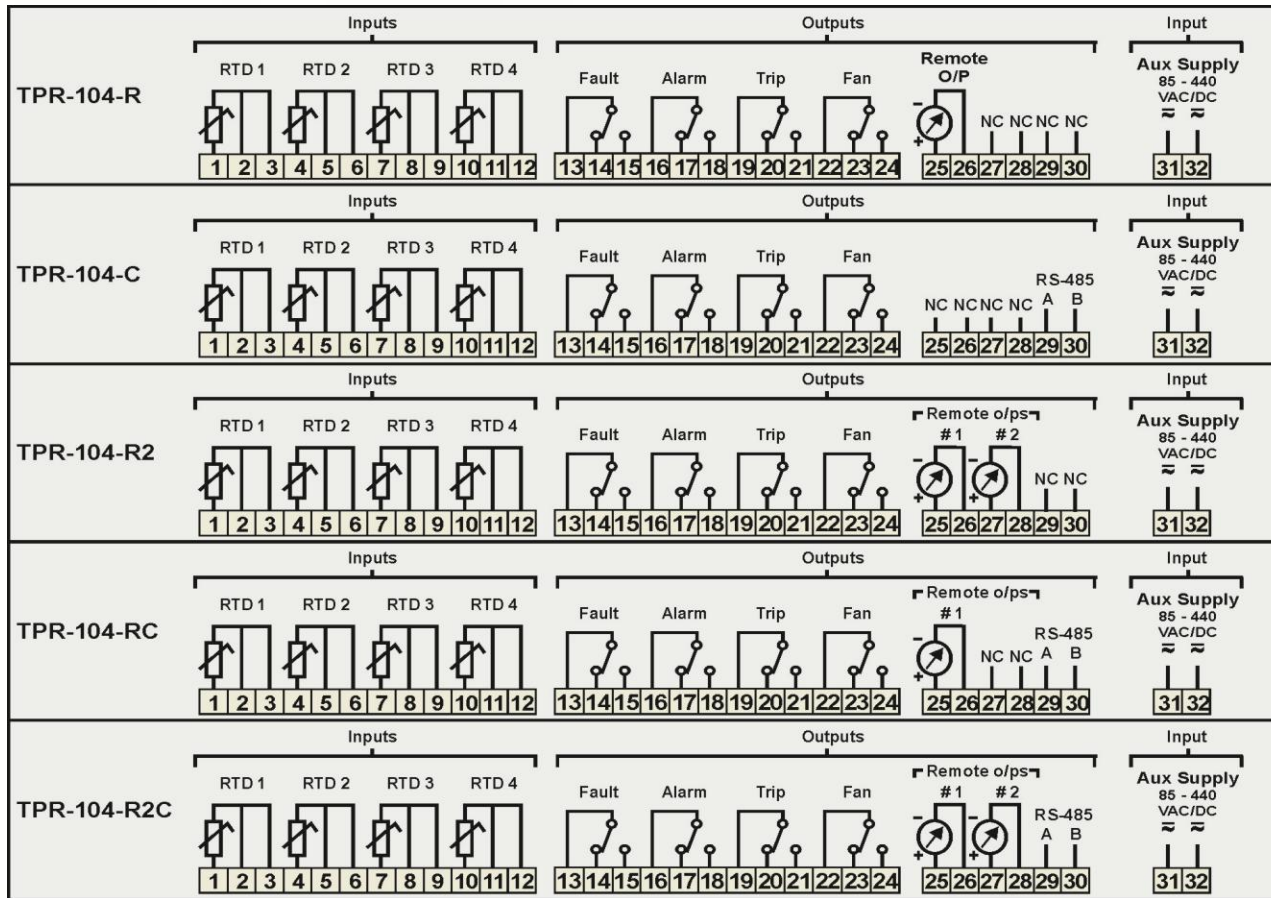 Inputs Outputs Input
TPR-104-R
RTD 1 RTD 2 RTD 3 RTD 4 Fault Alarm Trip Fan Remote O/P Aux Supply
85 - 440
VAC/DC
- + NC NC NC NC
1 2 3 4 5 6 7 8 9 10 11 12 13 14 15 16 17 18 19 20 21 22 23 24 25 26 27 28 29 30 31 32
Inputs Outputs Input
TPR-104-C
RTD 1 RTD 2 RTD 3 RTD 4 Fault Alarm Trip Fan RS-485 Aux Supply
85 - 440
VAC/DC
NC NC NC NC A B
1 2 3 4 5 6 7 8 9 10 11 12 13 14 15 16 17 18 19 20 21 22 23 24 25 26 27 28 29 30 31 32
Inputs Outputs Input
TPR-104-R2
RTD 1 RTD 2 RTD 3 RTD 4 Fault Alarm Trip Fan Remote o/ps Aux Supply
# 1 # 2 85 - 440
VAC/DC
- + - + NC NC
1 2 3 4 5 6 7 8 9 10 11 12 13 14 15 16 17 18 19 20 21 22 23 24 25 26 27 28 29 30 31 32
Inputs Outputs Input
TPR-104-RC
RTD 1 RTD 2 RTD 3 RTD 4 Fault Alarm Trip Fan Remote o/ps Aux Supply
# 1 RS-485 85 - 440
VAC/DC
- + NC NC A B
1 2 3 4 5 6 7 8 9 10 11 12 13 14 15 16 17 18 19 20 21 22 23 24 25 26 27 28 29 30 31 32
Inputs Outputs Input
TPR-104-R2C
RTD 1 RTD 2 RTD 3 RTD 4 Fault Alarm Trip Fan Remote o/ps Aux Supply
# 1 # 2 RS-485 85 - 440
VAC/DC
- + - + A B
1 2 3 4 5 6 7 8 9 10 11 12 13 14 15 16 17 18 19 20 21 22 23 24 25 26 27 28 29 30 31 32